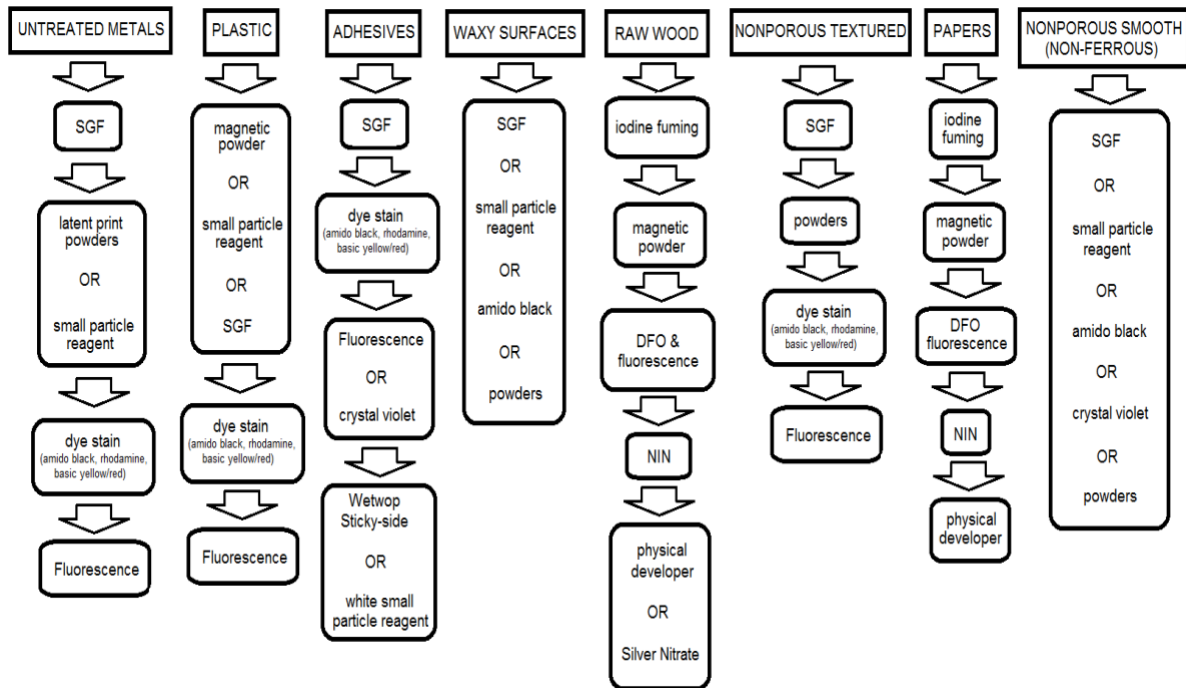 UNTREATED METALS
SGF
latent print
powders
OR
small particle
reagent
dye stain
(amido black, rhodamine,
basic yellow/red)
Fluorescence
PLASTIC
magnetic
powder
OR
small particle
reagent
OR
SGF
dye stain
(amido black, rhodamine,
basic yellow/red)
Fluorescence
ADHESIVES
SGF
dye stain
(amido black, rhodamine,
basic yellow/red)
Fluorescence
OR
crystal violet
Wetwop
Sticky-side
OR
white small
particle reagent
WAXY SURFACES
SGF
OR
small particle
reagent
OR
amido black
OR
powders
RAW WOOD
iodine fuming
magnetic
powder
DFO &
fluorescence
NIN
physical
developer
OR
Silver Nitrate
NONPOROUS TEXTURED
SGF
powders
dye stain
(amido black, rhodamine,
basic yellow/red)
Fluorescence
PAPERS
iodine
fuming
magnetic
powder
DFO
fluorescence
NIN
physical
developer
NONPOROUS SMOOTH
(NON-FERROUS)
SGF
OR
small particle
reagent
OR
amido black
OR
crystal violet
OR
powders